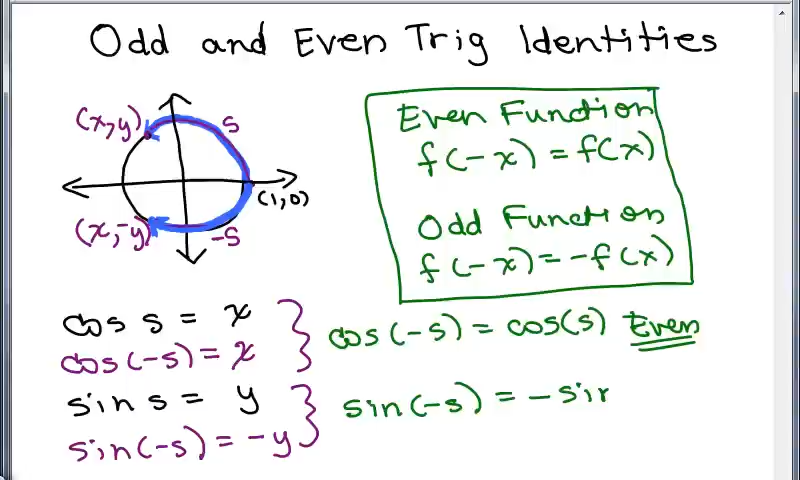 Odd and Even Trig Identities
(x,y) s
(1,0)
(x,-y) -s
Even Function
f(-x) = f(x)
Odd Function
f(-x) = -f(x)
cos s = x
cos(-s) = x
cos(-s) = cos(s) Even
sin s = y
sin(-s) = -y
sin(-s) = - sin